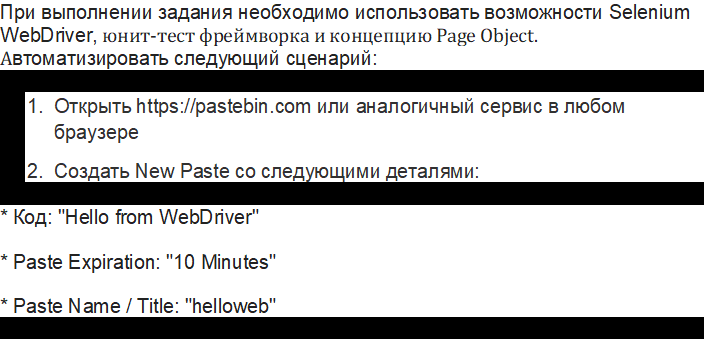 При выполнении задания необходимо использовать возможности Selenium
WebDriver, юнит-тест фреймворка и концепцию Page Object.
Автоматизировать следующий сценарий:
1. Открыть https://pastebin.com или аналогичный сервис в любом
браузере
2. Создать New Paste со следующими деталями:
* Код: "Hello from WebDriver"
* Paste Expiration: "10 Minutes"
* Paste Name / Title: "helloweb"